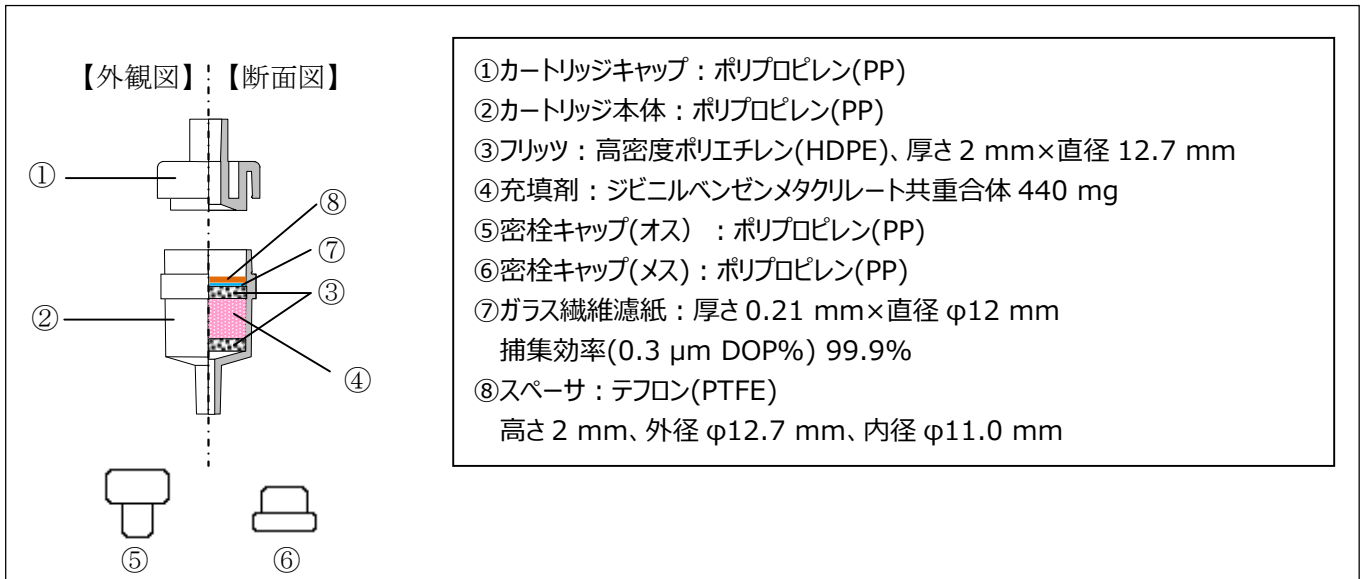 【外観図】【断面図】
①
⑧
⑦
③
②
④
⑤
⑥
①カートリッジキャップ：ポリプロピレン(PP)
②カートリッジ本体：ポリプロピレン(PP)
③フリッツ：高密度ポリエチレン(HDPE)、厚さ 2 mm×直径 12.7 mm
④充填剤：ジビニルベンゼンメタクリレート共重合体 440 mg
⑤密栓キャップ(オス） ：ポリプロピレン(PP)
⑥密栓キャップ(メス)：ポリプロピレン(PP)
⑦ガラス繊維濾紙：厚さ 0.21 mm×直径 φ12 mm
捕集効率(0.3 μm DOP%) 99.9%
⑧スペーサ：テフロン(PTFE)
高さ 2 mm、外径 φ12.7 mm、内径 φ11.0 mm